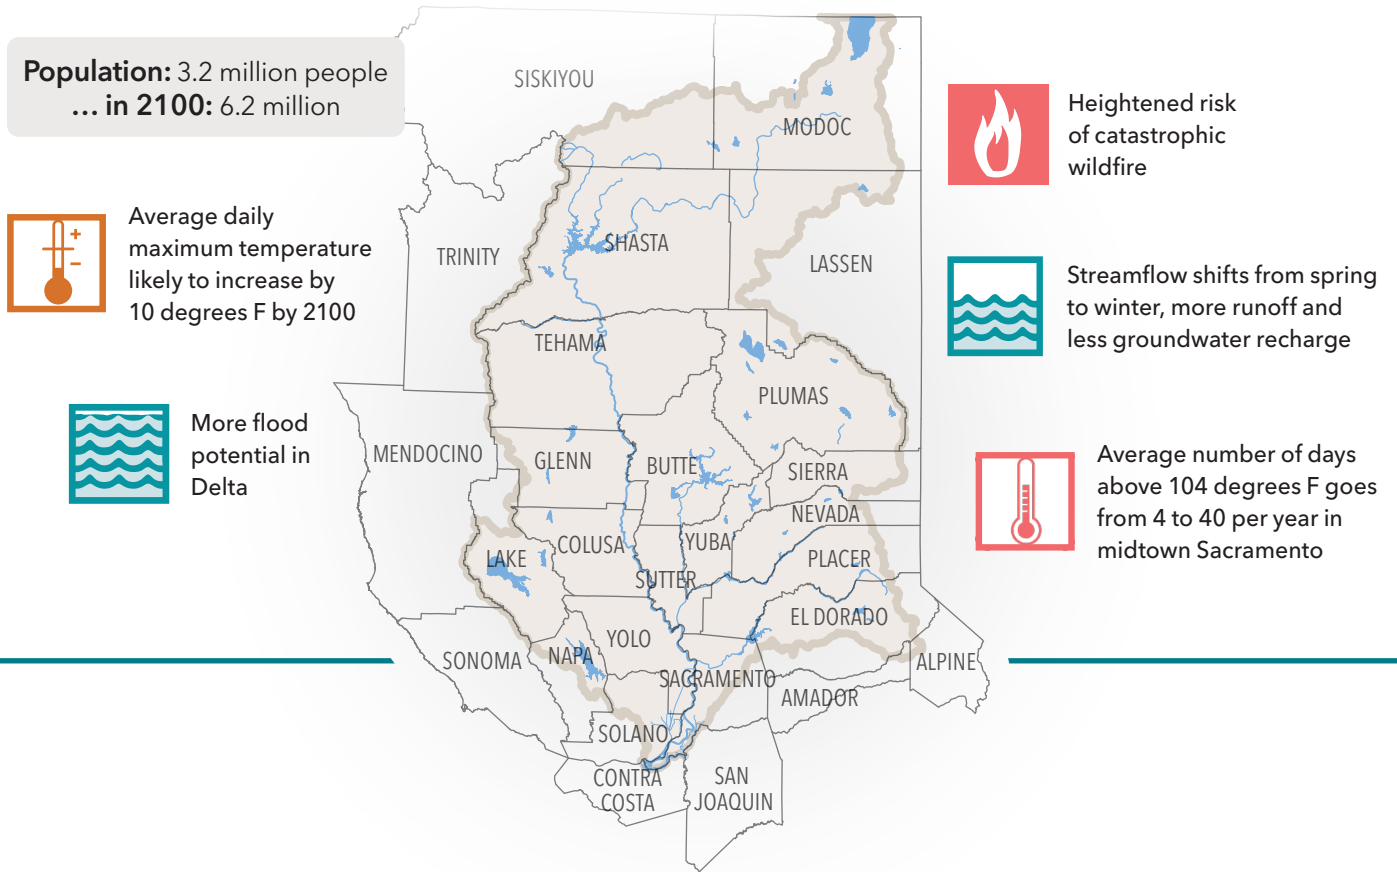 Population: 3.2 million people
... in 2100: 6.2 million
Average daily
maximum temperature
likely to increase by
10 degrees F by 2100
More flood
potential in
Delta
SISKIYOU
MODOC
TRINITY
SHASTA
LASSEN
TEHAMA
PLUMAS
MENDOCINO
GLENN
BUTTE
SIERRA
NEVADA
LAKE
COLUSA
YUBA
PLACER
SUTTER
EL DORADO
YOLO
SONOMA
NAPA
SACRAMENTO
ALPINE
AMADOR
SOLANO
CONTRA
COSTA
SAN
JOAQUIN
Heightened risk
of catastrophic
wildfire
Streamflow shifts from spring
to winter, more runoff and
less groundwater recharge
Average number of days
above 104 degrees F goes
from 4 to 40 per year in
midtown Sacramento